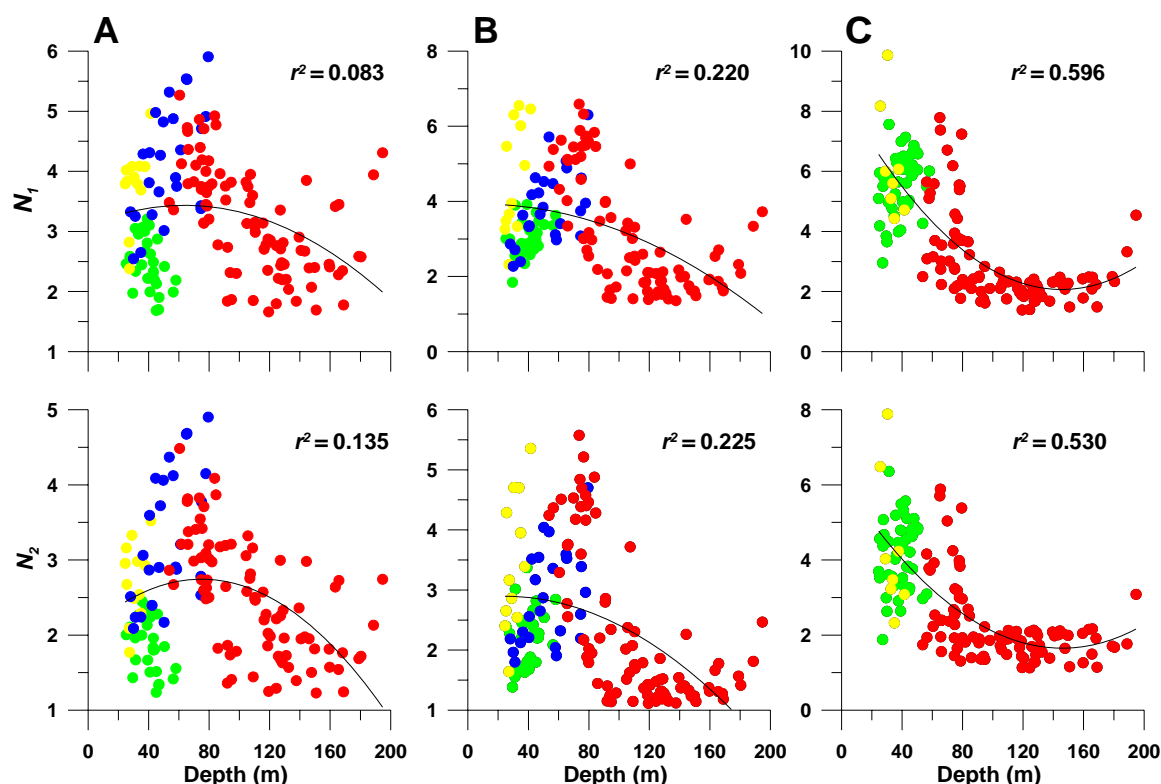 A B C
6 8 10
r² = 0.083 r² = 0.220 r² = 0.596
5 8
6
4 6
N₁ 4
3 4
2
2 2
1 0 0
5 6 8
r² = 0.135 r² = 0.225 r² = 0.530
5
4 6
4
N₂ 3 4
3
2 2
2
1 1 0
0 40 80 120 160 200 0 40 80 120 160 200 0 40 80 120 160 200
Depth (m) Depth (m) Depth (m)